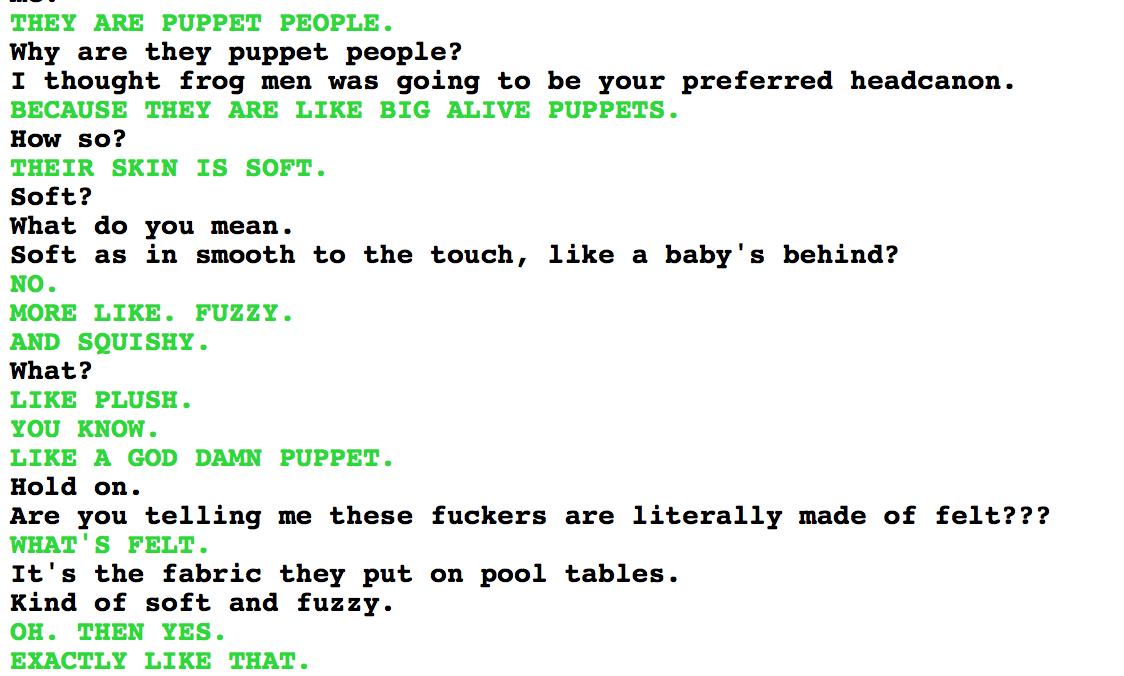 THEY ARE PUPPET PEOPLE.
Why are they puppet people?
I thought frog men was going to be your preferred headcanon.
BECAUSE THEY ARE LIKE BIG ALIVE PUPPETS.
How so?
THEIR SKIN IS SOFT.
Soft?
What do you mean.
Soft as in smooth to the touch, like a baby's behind?
NO.
MORE LIKE. FUZZY.
AND SQUISHY.
What?
LIKE PLUSH.
YOU KNOW.
LIKE A GOD DAMN PUPPET.
Hold on.
Are you telling me these fuckers are literally made of felt???
WHAT'S FELT.
It's the fabric they put on pool tables.
Kind of soft and fuzzy.
OH. THEN YES.
EXACTLY LIKE THAT.